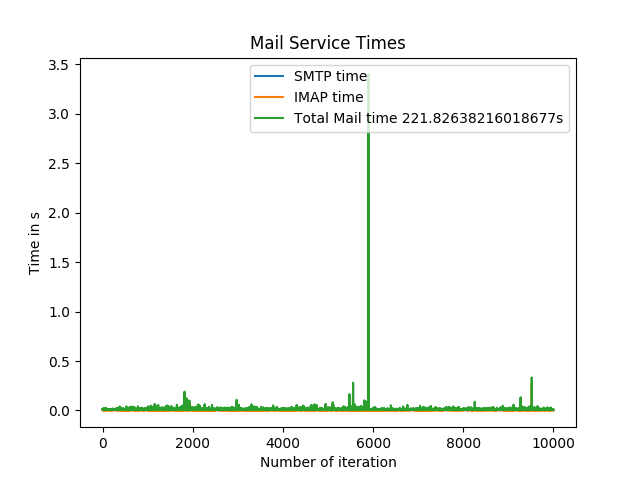 Mail Service Times
3.5
3.0
2.5
2.0
1.5
1.0
0.5
0.0
Time in s
SMTP time
IMAP time
Total Mail time 221.82638216018677s
0 2000 4000 6000 8000 10000
Number of iteration